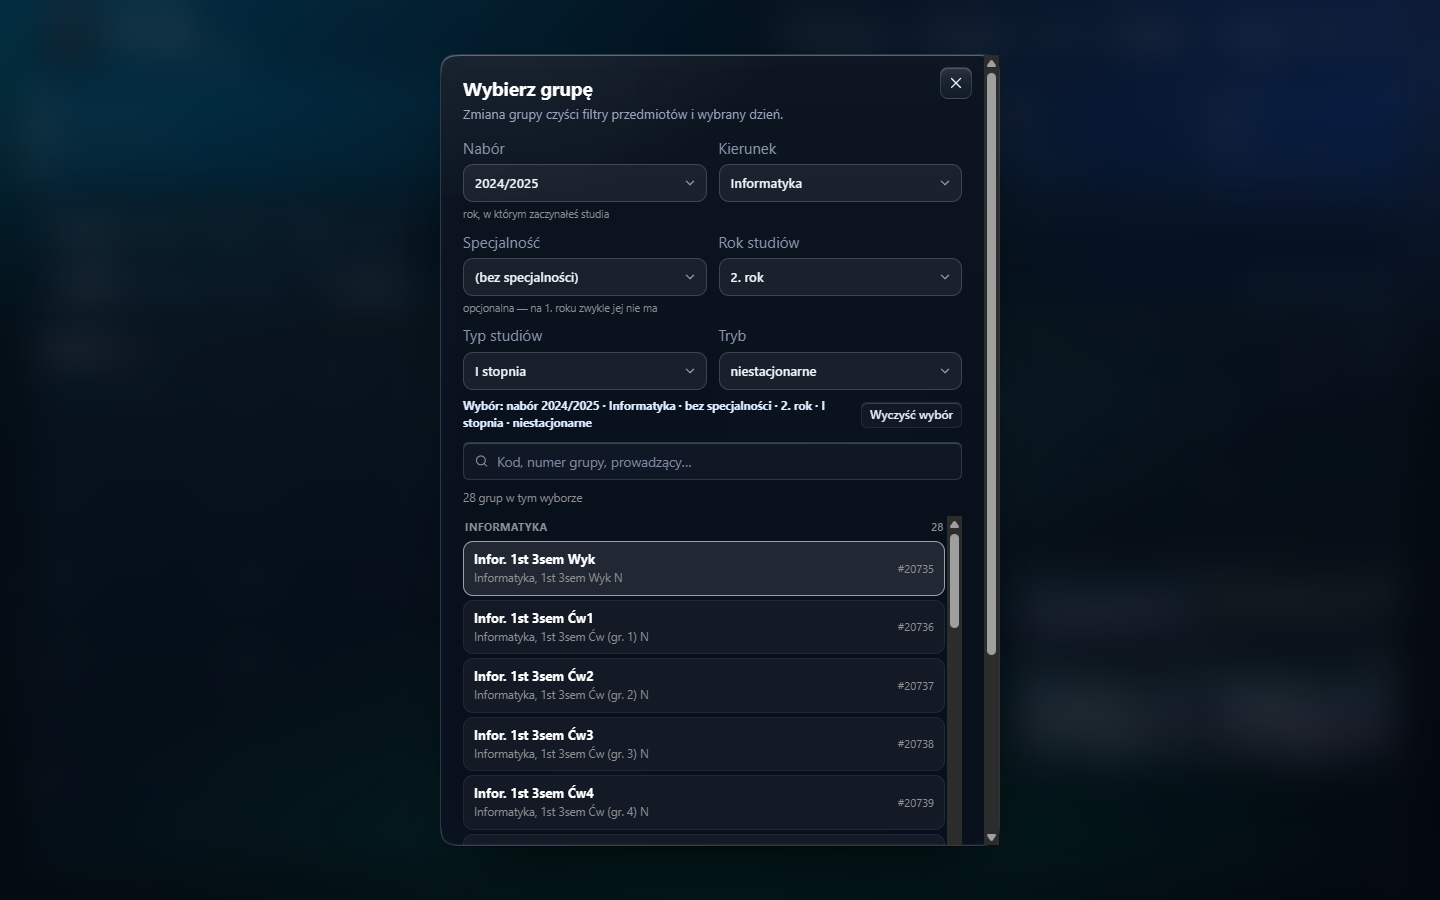 Wybierz grupę
Zmiana grupy czyści filtry przedmiotów i wybrany dzień.
Nabór
Kierunek
2024/2025
Informatyka
rok, w którym zaczynałeś studia
Specjalność
Rok studiów
(bez specjalności)
2. rok
opcjonalna — na 1. roku zwykle jej nie ma
Typ studiów
Tryb
I stopnia
niestacjonarne
Wybór: nabór 2024/2025 · Informatyka · bez specjalności · 2. rok · I
stopnia · niestacjonarne
Wyczyść wybór
Kod, numer grupy, prowadzący...
28 grup w tym wyborze
INFORMATYKA 28
Infor. 1st 3sem Wyk
Informatyka, 1st 3sem Wyk N
#20735
Infor. 1st 3sem Ćw1
Informatyka, 1st 3sem Ćw (gr. 1) N
#20736
Infor. 1st 3sem Ćw2
Informatyka, 1st 3sem Ćw (gr. 2) N
#20737
Infor. 1st 3sem Ćw3
Informatyka, 1st 3sem Ćw (gr. 3) N
#20738
Infor. 1st 3sem Ćw4
Informatyka, 1st 3sem Ćw (gr. 4) N
#20739